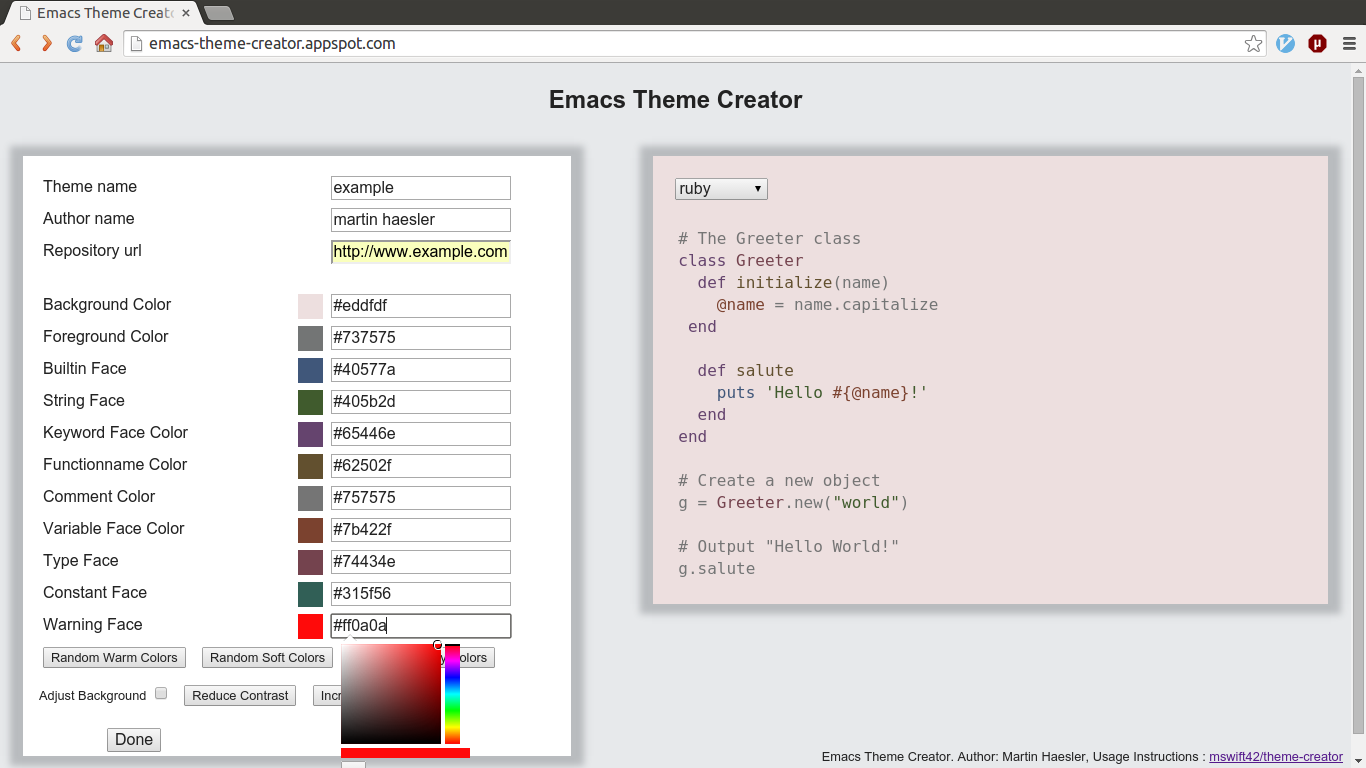 Emacs Theme Creato
emacs-theme-creator.appspot.com
Emacs Theme Creator
Theme name example
Author name martin haesler
Repository url http://www.example.com
Background Color #eddfdf
Foreground Color #737575
Builtin Face #40577a
String Face #405b2d
Keyword Face Color #65446e
Functionname Color #62502f
Comment Color #757575
Variable Face Color #7b422f
Type Face #74434e
Constant Face #315f56
Warning Face #ff0a0a
Random Warm Colors Random Soft Colors
Adjust Background Reduce Contrast
Done
ruby
# The Greeter class
class Greeter
  def initialize(name)
    @name = name.capitalize
 end
  def salute
    puts 'Hello #{@name}!'
  end
end
# Create a new object
g = Greeter.new("world")
# Output "Hello World!"
g.salute
Emacs Theme Creator. Author: Martin Haesler, Usage Instructions : mswift42/theme-creator